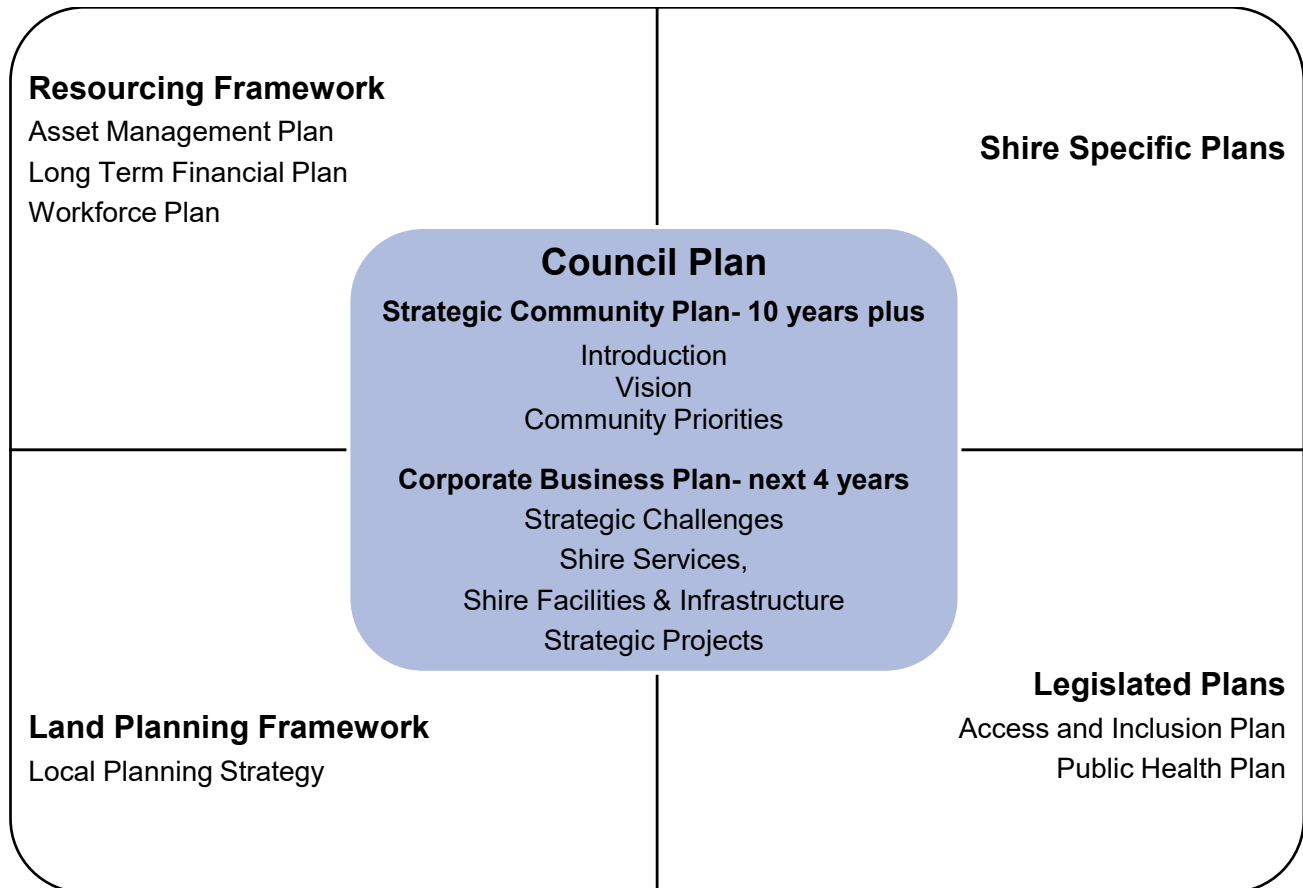 Resourcing Framework
Asset Management Plan
Long Term Financial Plan
Workforce Plan
Shire Specific Plans
Council Plan
Strategic Community Plan- 10 years plus
Introduction
Vision
Community Priorities
Corporate Business Plan- next 4 years
Strategic Challenges
Shire Services,
Shire Facilities & Infrastructure
Strategic Projects
Land Planning Framework
Local Planning Strategy
Legislated Plans
Access and Inclusion Plan
Public Health Plan